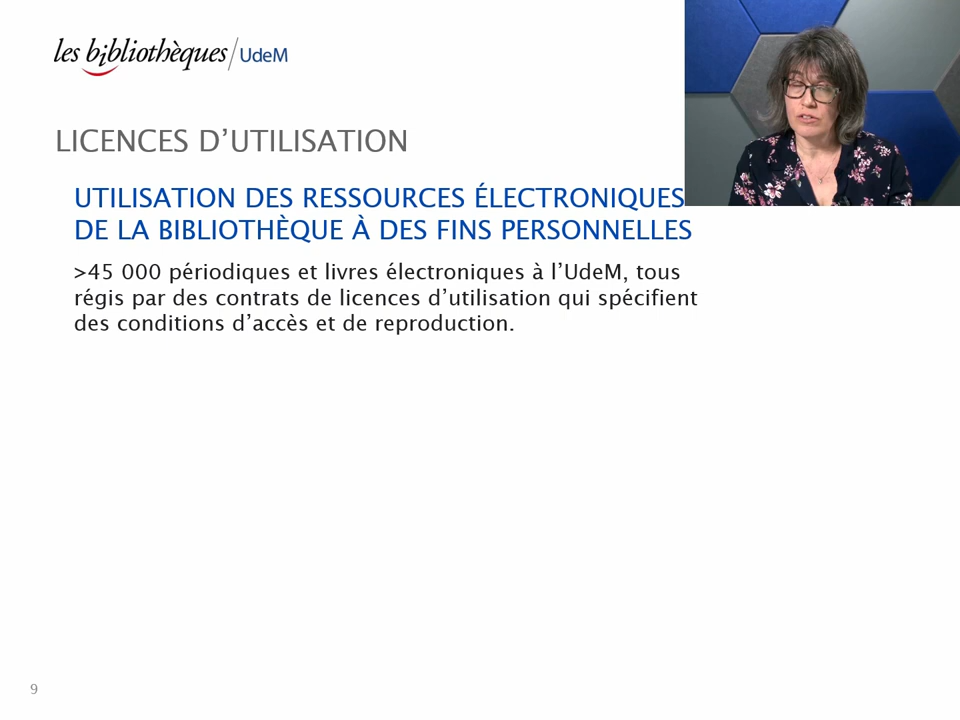 les bibliothèques/UdeM
LICENCES D’UTILISATION
UTILISATION DES RESSOURCES ÉLECTRONIQUES
DE LA BIBLIOTHÈQUE À DES FINS PERSONNELLES
>45 000 périodiques et livres électroniques à l’UdeM, tous
régis par des contrats de licences d’utilisation qui spécifient
des conditions d’accès et de reproduction.
9